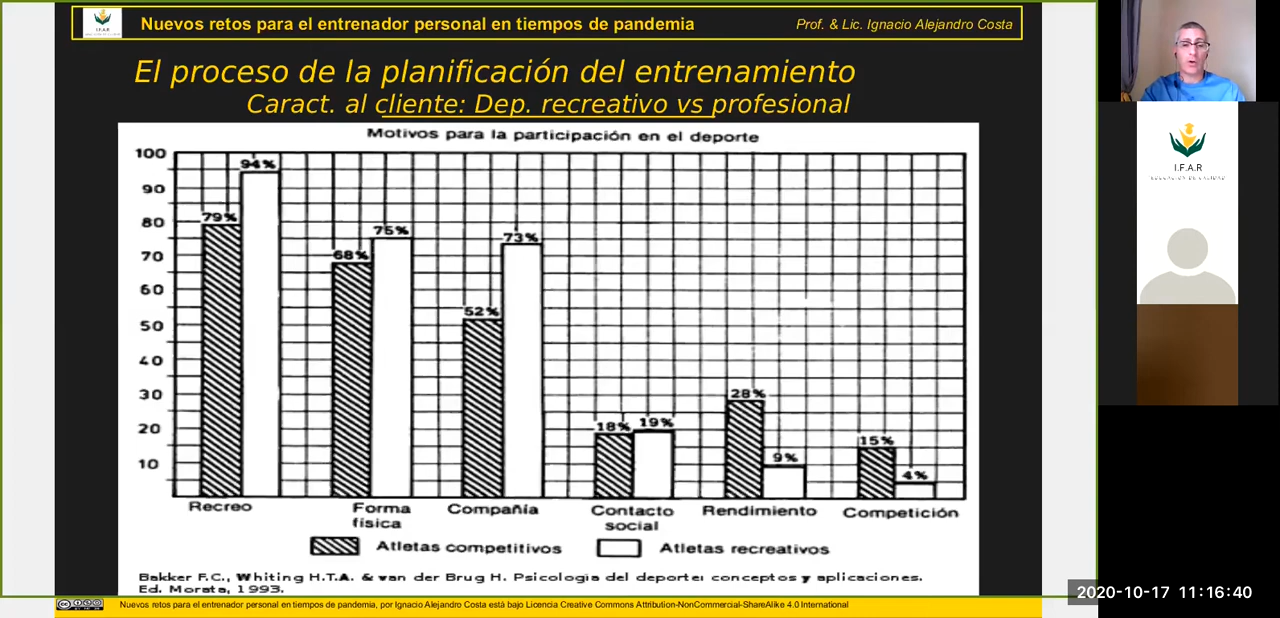 I.F.A.R
Nuevos retos para el entrenador personal en tiempos de pandemia
Prof. & Lic. Ignacio Alejandro Costa
El proceso de la planificación del entrenamiento
Caract. al cliente: Dep. recreativo vs profesional
Motivos para la participación en el deporte
100
90
80
70
60
50
40
30
20
10
79% 94%
68% 75%
52% 73%
18% 19%
28% 9%
15% 4%
Recreo
Forma
física
Compañía
Contacto
social
Rendimiento
Competición
Atletas competitivos
Atletas recreativos
Bakker F.C., Whiting H.T.A. & van der Brug H. Psicología del deporte: conceptos y aplicaciones.
Ed. Morata, 1993.
Nuevos retos para el entrenador personal en tiempos de pandemia, por Ignacio Alejandro Costa está bajo Licencia Creative Commons Attribution-NonCommercial-ShareAlike 4.0 International
I.F.A.R
2020-10-17 11:16:40